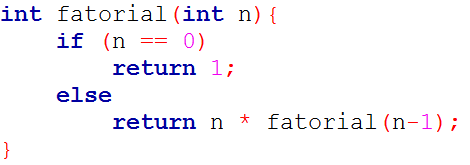 int fatorial(int n){
    if (n == 0)
        return 1;
    else
        return n * fatorial(n-1);
}